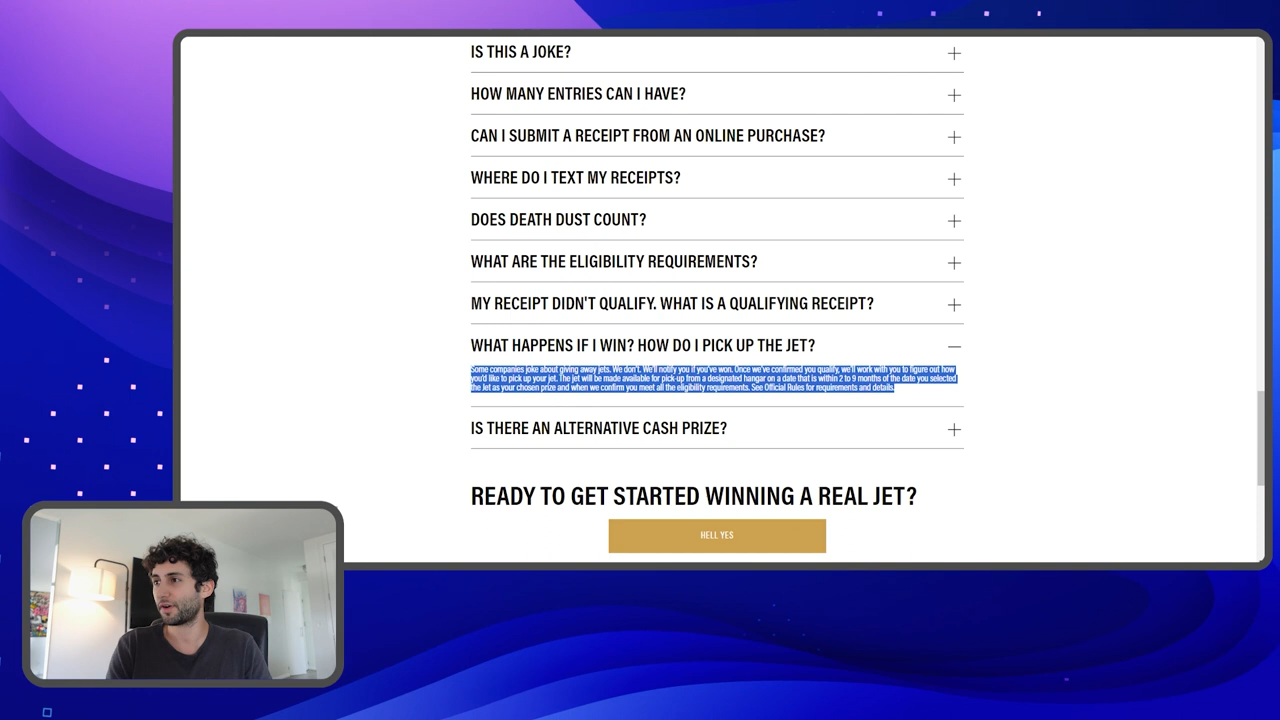 IS THIS A JOKE?
HOW MANY ENTRIES CAN I HAVE?
CAN I SUBMIT A RECEIPT FROM AN ONLINE PURCHASE?
WHERE DO I TEXT MY RECEIPTS?
DOES DEATH DUST COUNT?
WHAT ARE THE ELIGIBILITY REQUIREMENTS?
MY RECEIPT DIDN'T QUALIFY. WHAT IS A QUALIFYING RECEIPT?
WHAT HAPPENS IF I WIN? HOW DO I PICK UP THE JET?
Some companies joke about giving away jets. We don't. We'll notify you if you've won. Once we've confirmed you qualify, we'll work with you to figure out how
you'd like to pick up your jet. The jet will be made available for pick-up from a designated hangar on a date that is within 2 to 9 months of the date you selected
the Jet as your chosen prize and when we confirm you meet all the eligibility requirements. See Official Rules for requirements and details.
IS THERE AN ALTERNATIVE CASH PRIZE?
READY TO GET STARTED WINNING A REAL JET?
HELL YES